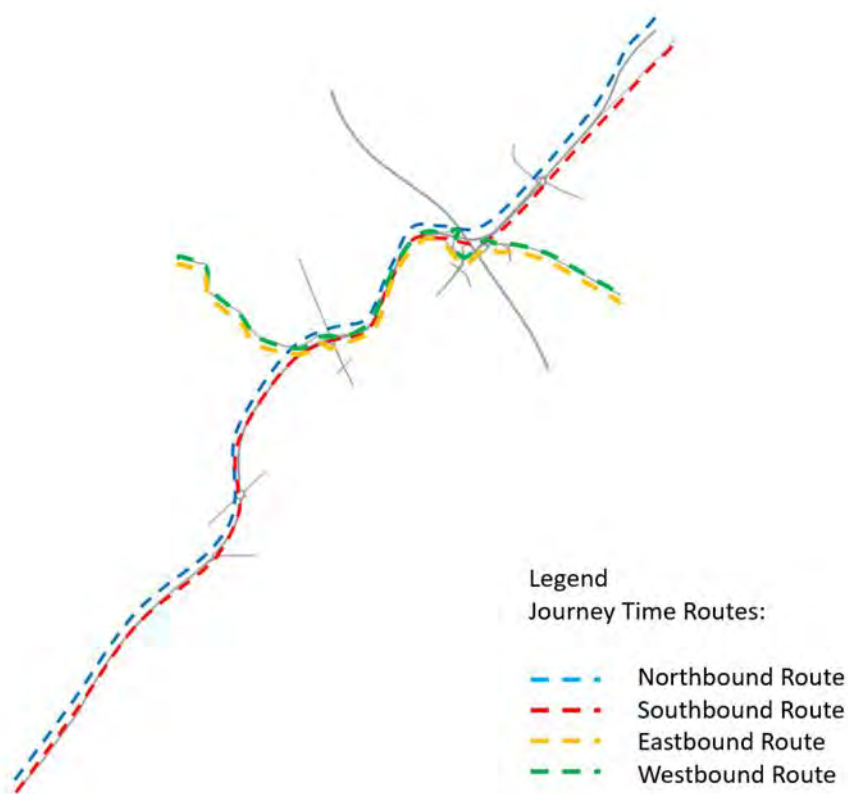 Legend
Journey Time Routes:
Northbound Route
Southbound Route
Eastbound Route
Westbound Route